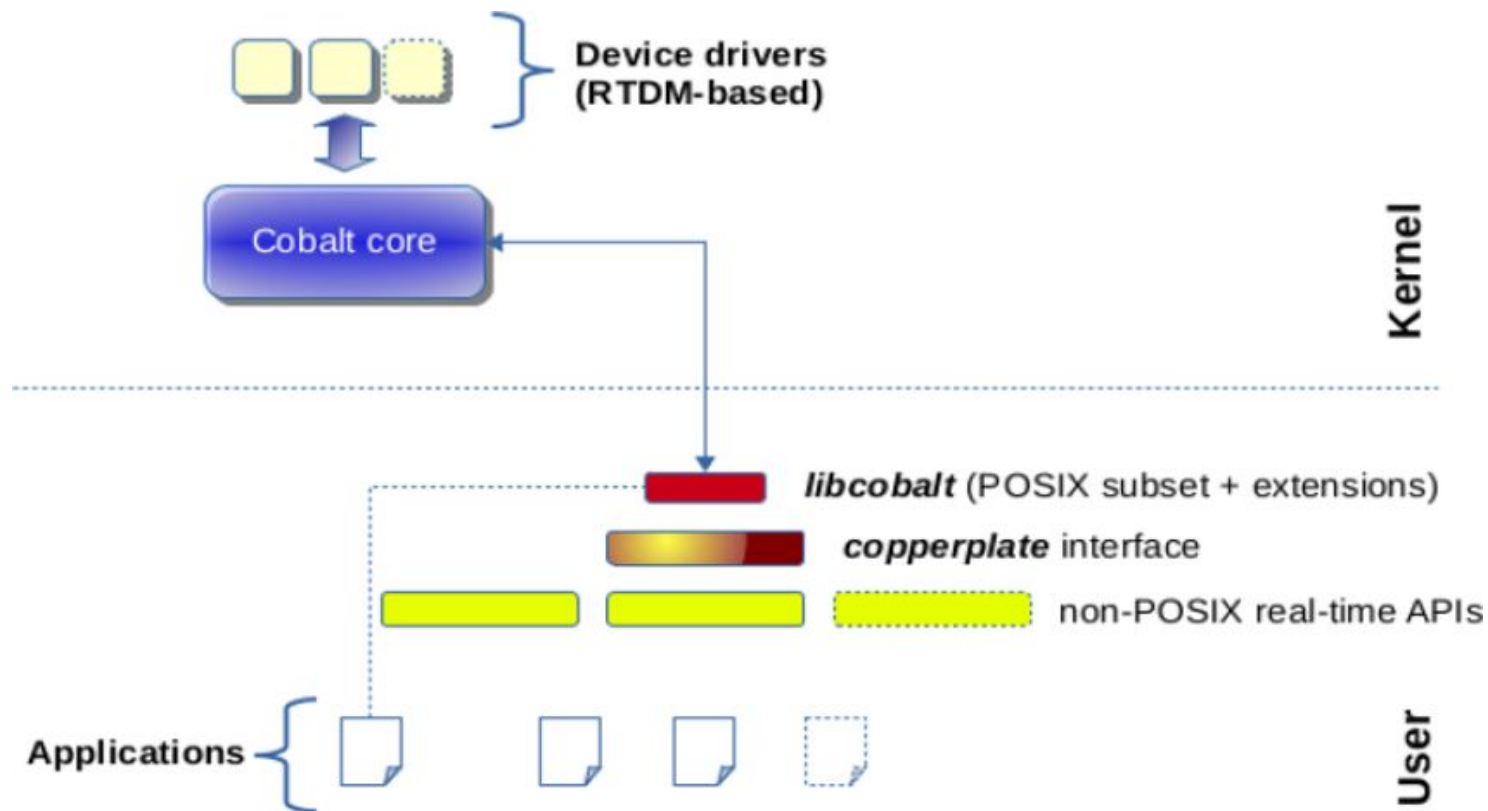 Device drivers
(RTDM-based)
Cobalt core
Kernel
libcobalt (POSIX subset + extensions)
copperplate interface
non-POSIX real-time APIs
Applications
User